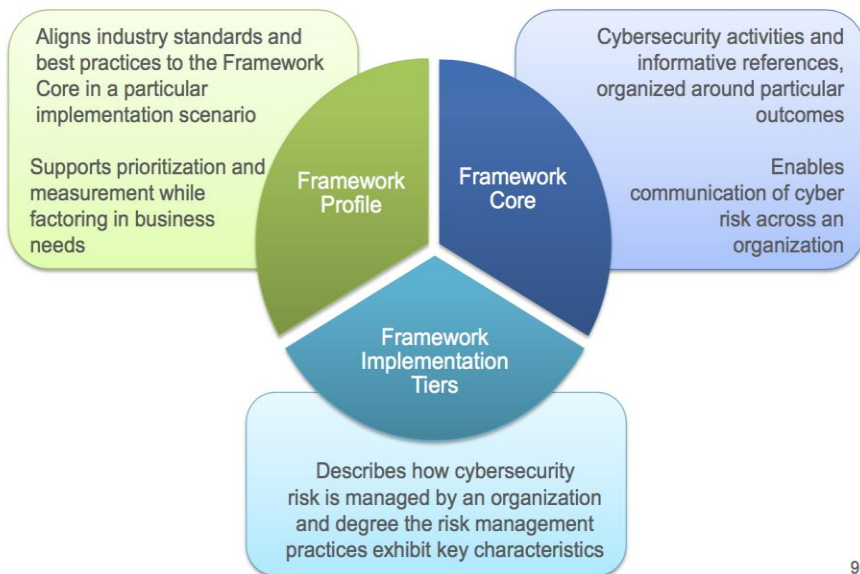 Aligns industry standards and
best practices to the Framework
Core in a particular
implementation scenario
Supports prioritization and
measurement while
factoring in business
needs
Framework
Profile
Framework
Core
Cybersecurity activities and
informative references,
organized around particular
outcomes
Enables
communication of cyber
risk across an
organization
Framework
Implementation
Tiers
Describes how cybersecurity
risk is managed by an organization
and degree the risk management
practices exhibit key characteristics
9